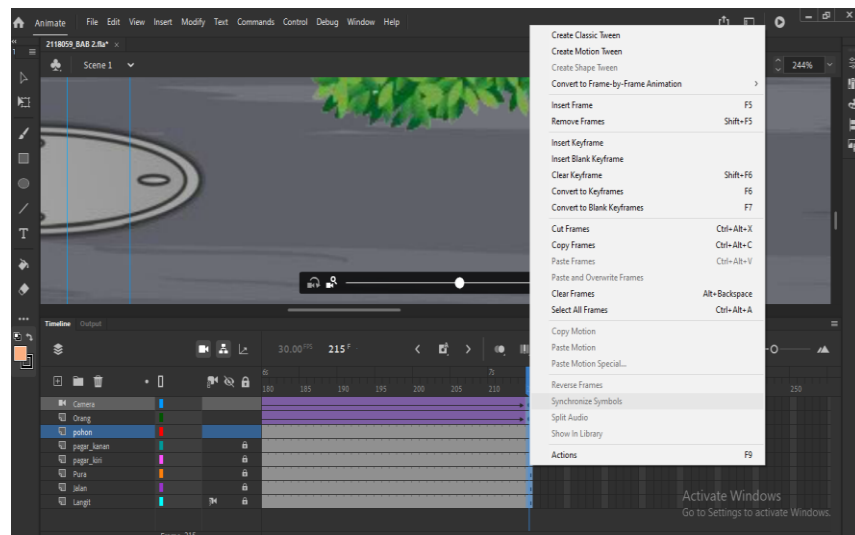 Animate File Edit View Insert Modify Text Commands Control Debug Window Help
2118059_BAB 2.fla* ×
Scene 1
244%
Create Classic Tween
Create Motion Tween
Create Shape Tween
Convert to Frame-by-Frame Animation
Insert Frame F5
Remove Frames Shift+F5
Insert Keyframe
Insert Blank Keyframe
Clear Keyframe Shift+F6
Convert to Keyframes F6
Convert to Blank Keyframes F7
Cut Frames Ctrl+Alt+X
Copy Frames Ctrl+Alt+C
Paste Frames Ctrl+Alt+V
Paste and Overwrite Frames
Clear Frames Alt+Backspace
Select All Frames Ctrl+Alt+A
Copy Motion
Paste Motion
Paste Motion Special...
Reverse Frames
Synchronize Symbols
Split Audio
Show In Library
Actions F9
Timeline Output
30.00 FPS 215 F
6s 7s
180 185 190 195 200 205 210 250
Camera
Orang
pohon
pagar_kanan
pagar_kiri
Pura
jalan
Langit
Activate Windows
Go to Settings to activate Windows.